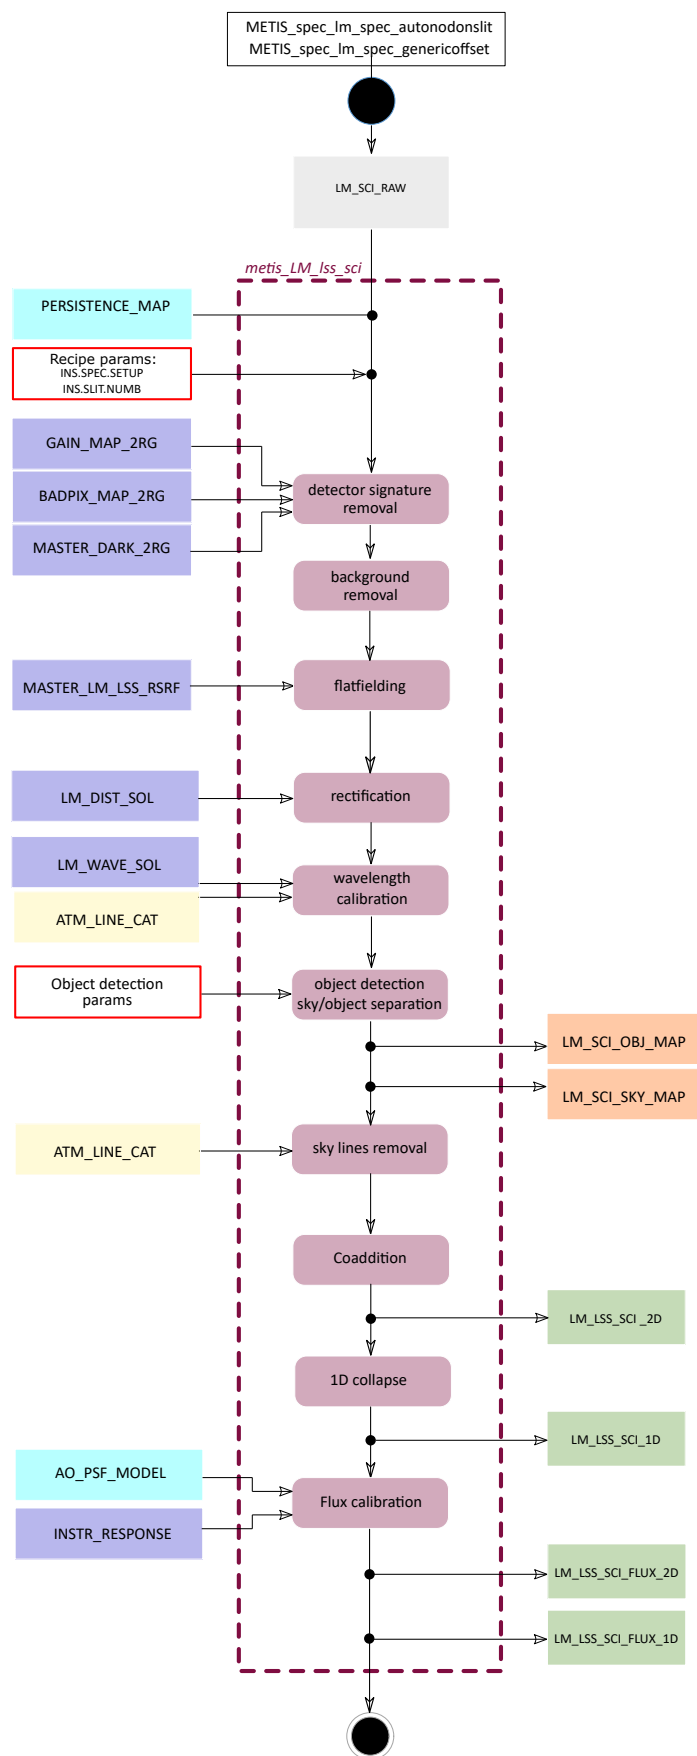 METIS_spec_lm_spec_autonodonslit
METIS_spec_lm_spec_genericoffset
LM_SCI_RAW
metis_LM_lss_sci
PERSISTENCE_MAP
Recipe params:
INS.SPEC.SETUP
INS.SLIT.NUMB
GAIN_MAP_2RG
BADPIX_MAP_2RG
MASTER_DARK_2RG
detector signature
removal
background
removal
MASTER_LM_LSS_RSRF
flatfielding
LM_DIST_SOL
rectification
LM_WAVE_SOL
ATM_LINE_CAT
wavelength
calibration
Object detection
params
object detection
sky/object separation
LM_SCI_OBJ_MAP
LM_SCI_SKY_MAP
ATM_LINE_CAT
sky lines removal
Coaddition
LM_LSS_SCI _2D
1D collapse
LM_LSS_SCI_1D
AO_PSF_MODEL
INSTR_RESPONSE
Flux calibration
LM_LSS_SCI_FLUX_2D
LM_LSS_SCI_FLUX_1D